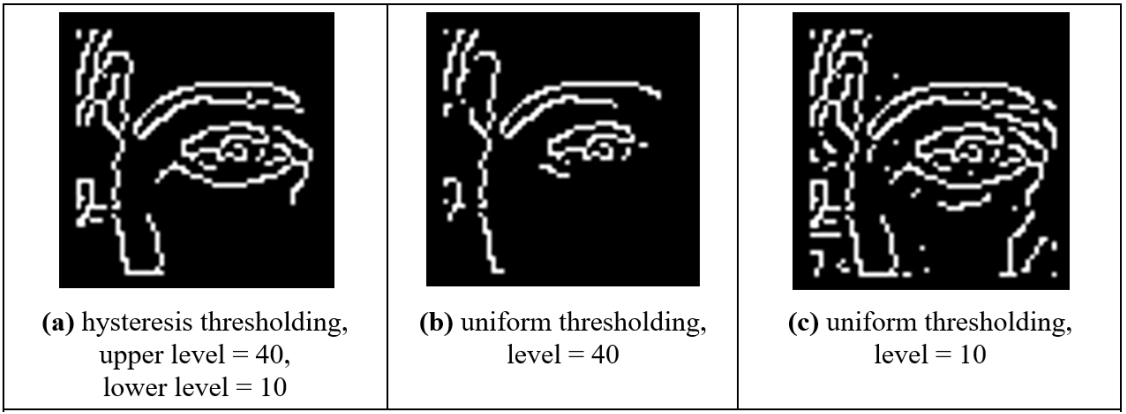 (a) hysteresis thresholding,
upper level = 40,
lower level = 10
(b) uniform thresholding,
level = 40
(c) uniform thresholding,
level = 10